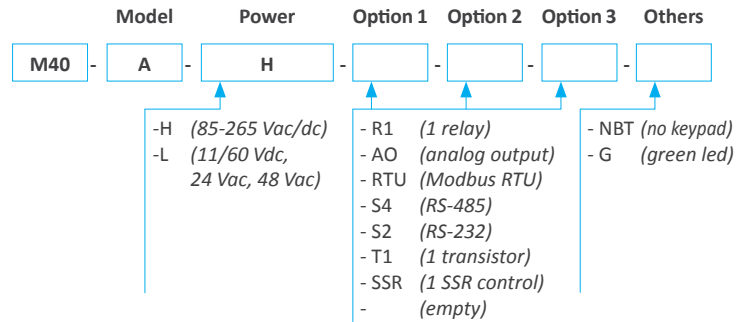 Model Power Option 1 Option 2 Option 3 Others
M40 - A - H - - - -
-H (85-265 Vac/dc)
-L (11/60 Vdc,
24 Vac, 48 Vac)
- R1 (1 relay)
- AO (analog output)
- RTU (Modbus RTU)
- S4 (RS-485)
- S2 (RS-232)
- T1 (1 transistor)
- SSR (1 SSR control)
- (empty)
- NBT (no keypad)
- G (green led)